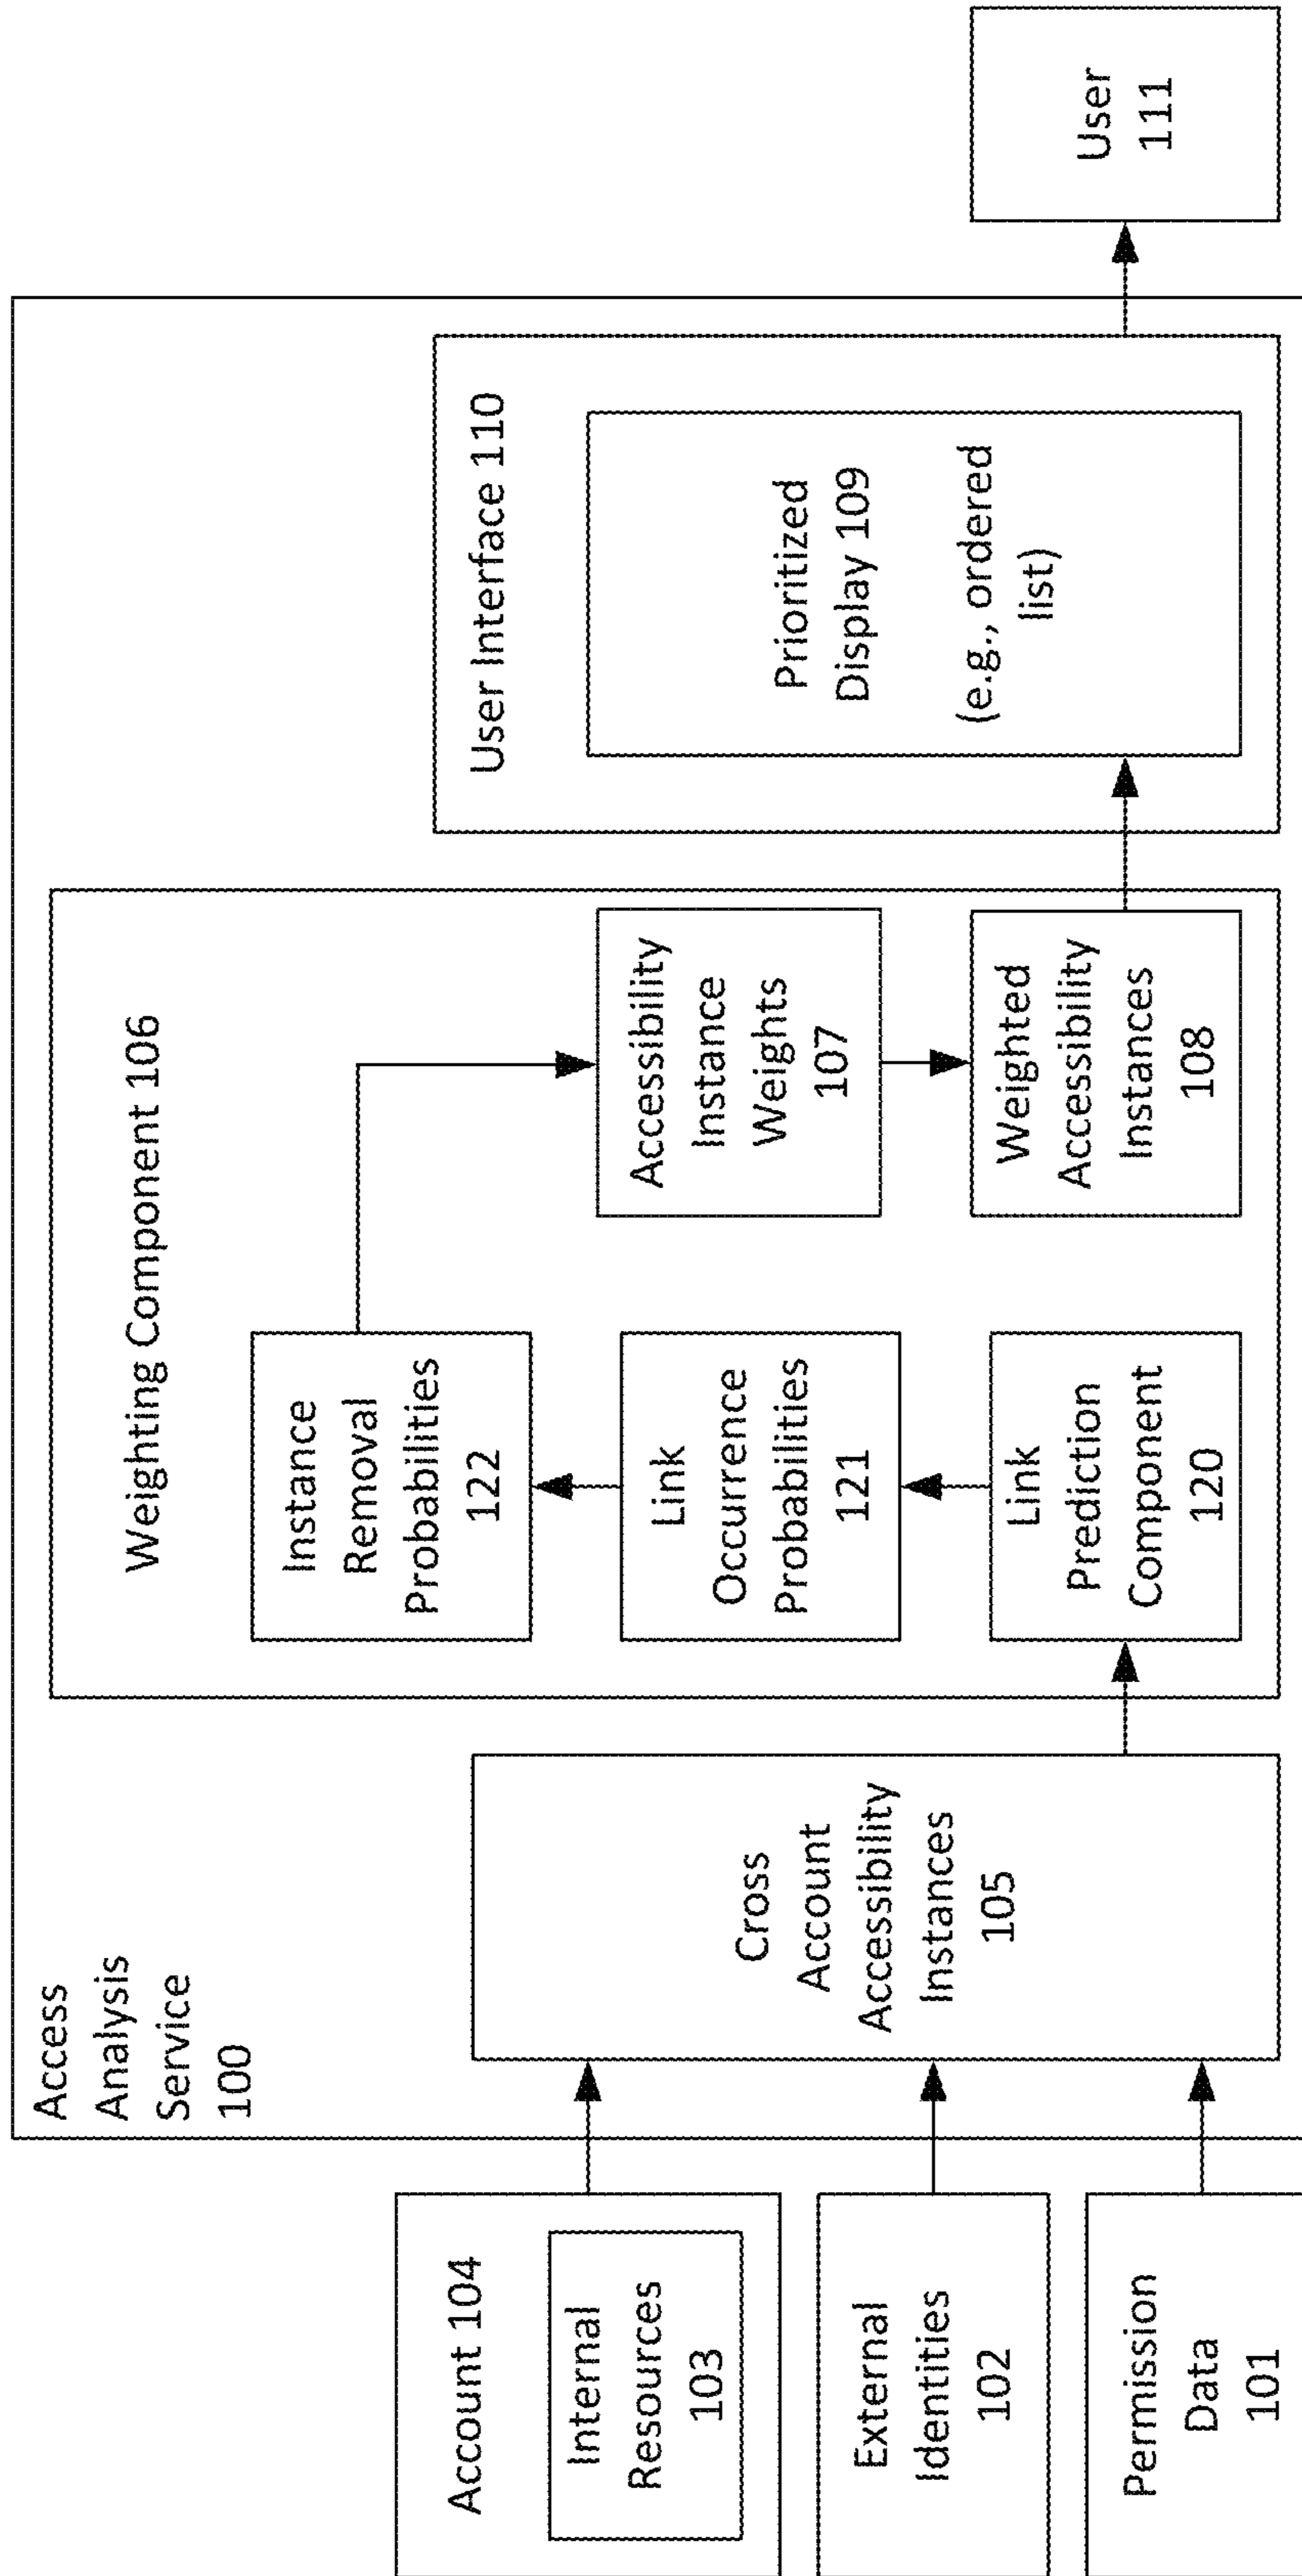 Access
Analysis
Service
100
Account 104
Internal
Resources
103
External
Identities
102
Permission
Data
101
Cross
Account
Accessibility
Instances
105
Weighting Component 106
Instance
Removal
Probabilities
122
Link
Occurrence
Probabilities
121
Link
Prediction
Component
120
Accessibility
Instance
Weights
107
Weighted
Accessibility
Instances
108
User Interface 110
Prioritized
Display 109
(e.g., ordered
list)
User
111